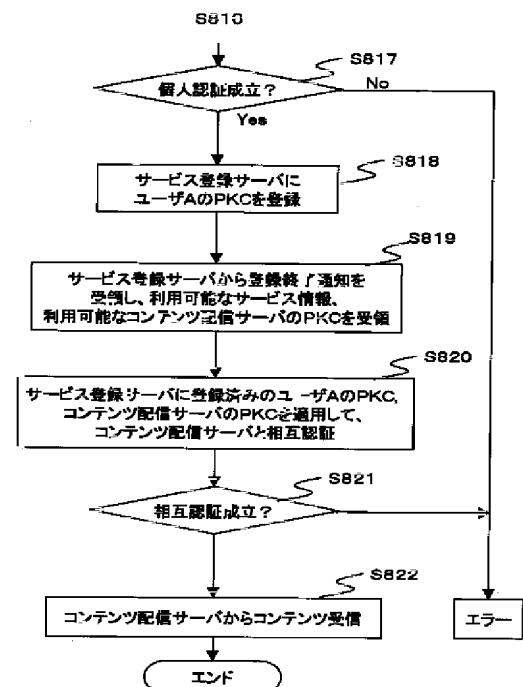 S810
S817
個人認証成立？
No
Yes
S818
サービス登録サーバに
ユーザAのPKCを登録
S819
サービス登録サーバから登録終了通知を
受領し、利用可能なサービス情報、
利用可能なコンテンツ配信サーバのPKCを受領
S820
サービス登録サーバに登録済みのユーザAのPKC,
コンテンツ配信サーバのPKCを適用して、
コンテンツ配信サーバと相互認証
S821
相互認証成立？
S822
コンテンツ配信サーバからコンテンツ受信
エラー
エンド